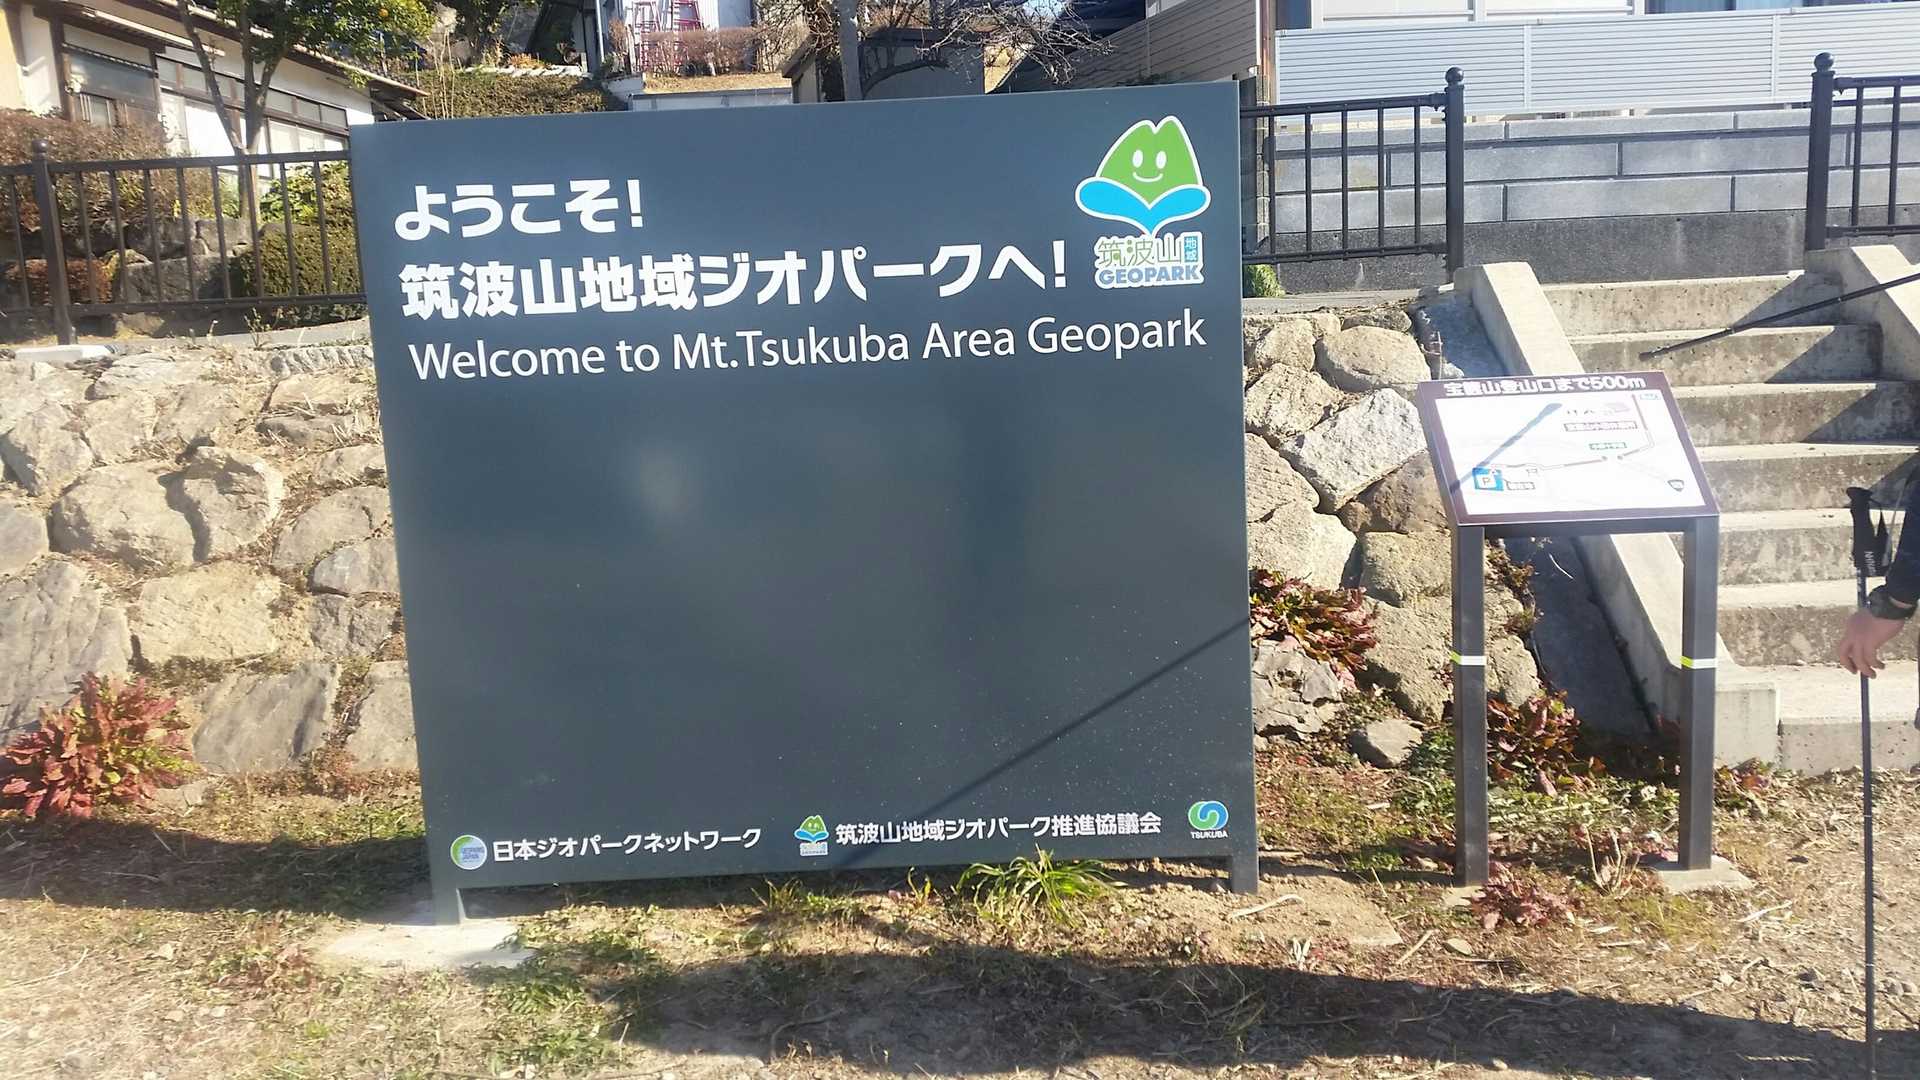 ようこそ!
筑波山地域ジオパークへ!
Welcome to Mt.Tsukuba Area Geopark
筑波山地域
GEOPARK
日本ジオパークネットワーク
筑波山地域ジオパーク推進協議会
TSUKUBA
宝篋山登山口まで500m
P